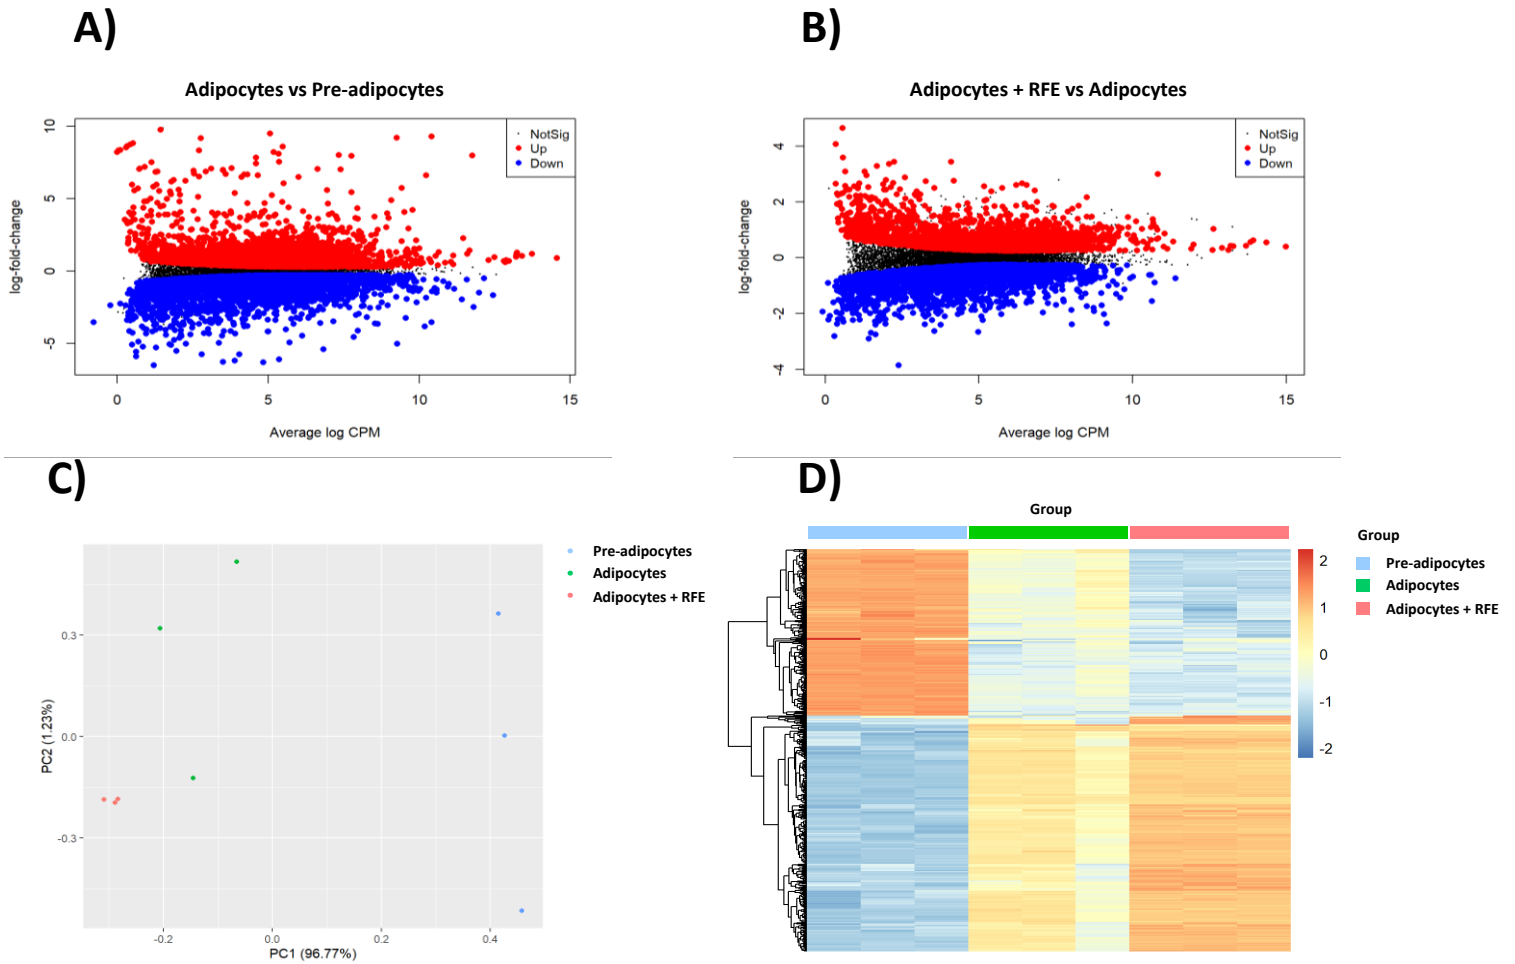 A)
Adipocytes vs Pre-adipocytes
NotSig
Up
Down
10
5
0
-5
log-fold-change
0 5 10 15
Average log CPM
B)
Adipocytes + RFE vs Adipocytes
NotSig
Up
Down
4
2
0
-2
-4
log-fold-change
0 5 10 15
Average log CPM
C)
Pre-adipocytes
Adipocytes
Adipocytes + RFE
0.3
0.0
-0.3
PC2 (1.23%)
-0.2 0.0 0.2 0.4
PC1 (96.77%)
D)
Group
2
1
0
-1
-2
Group
Pre-adipocytes
Adipocytes
Adipocytes + RFE